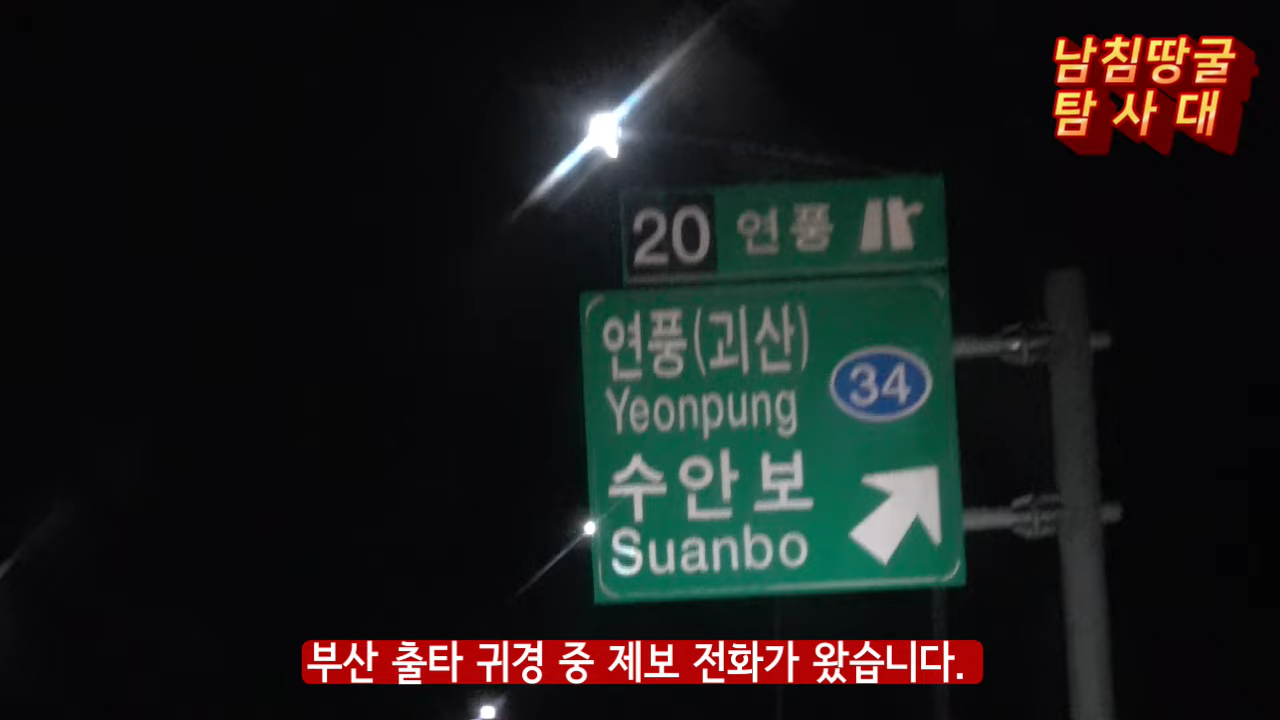 남침땅굴
탐사대
20 연풍
연풍(괴산)
Yeonpung
34
수안보
Suanbo
부산 출타 귀경 중 제보 전화가 왔습니다.